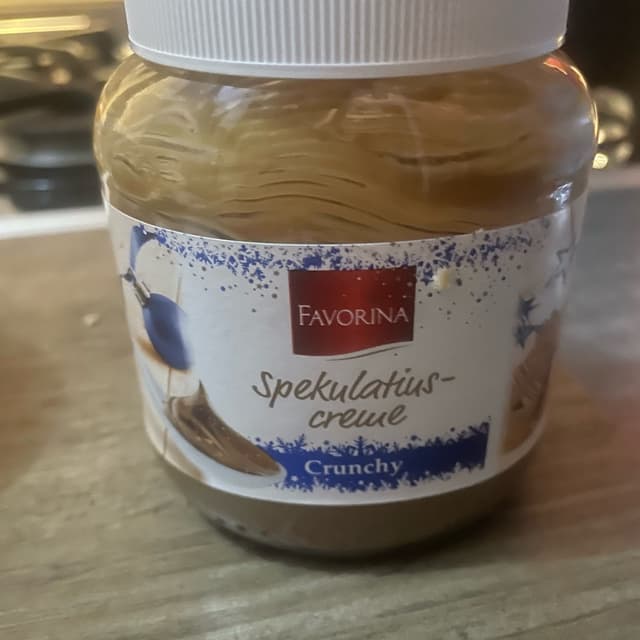 FAVORINA
Spekulatius-
creme
Crunchy